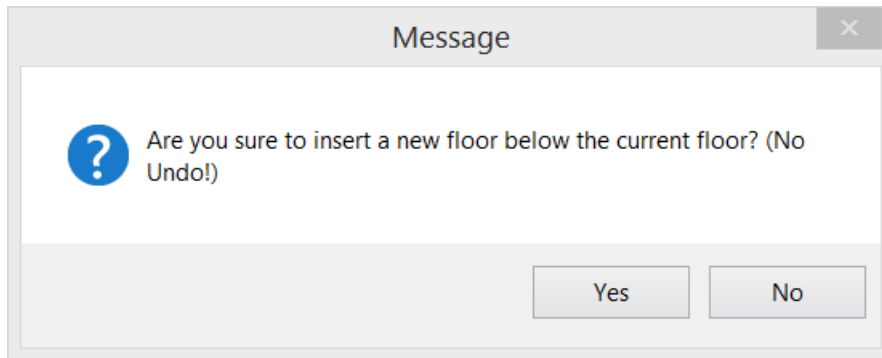 Message
Are you sure to insert a new floor below the current floor? (No
Undo!)
Yes
No